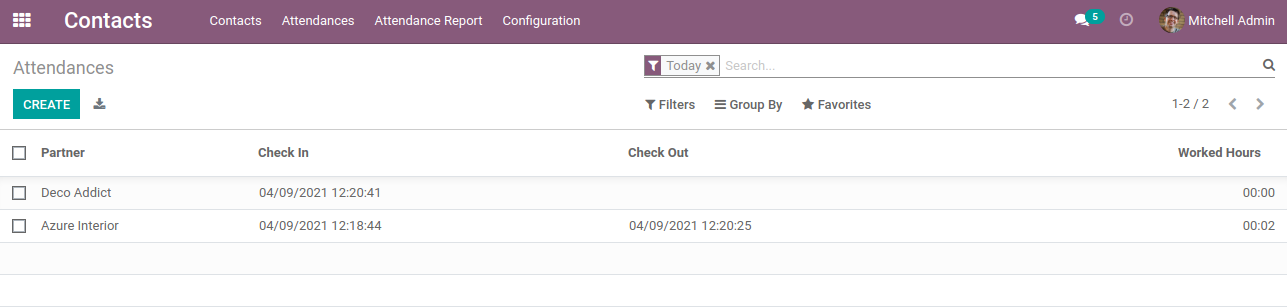 Contacts Contacts Attendances Attendance Report Configuration 5 Mitchell Admin
Attendances Today Search...
CREATE Filters Group By Favorites 1-2 / 2
Partner Check In Check Out Worked Hours
Deco Addict 04/09/2021 12:20:41 00:00
Azure Interior 04/09/2021 12:18:44 04/09/2021 12:20:25 00:02